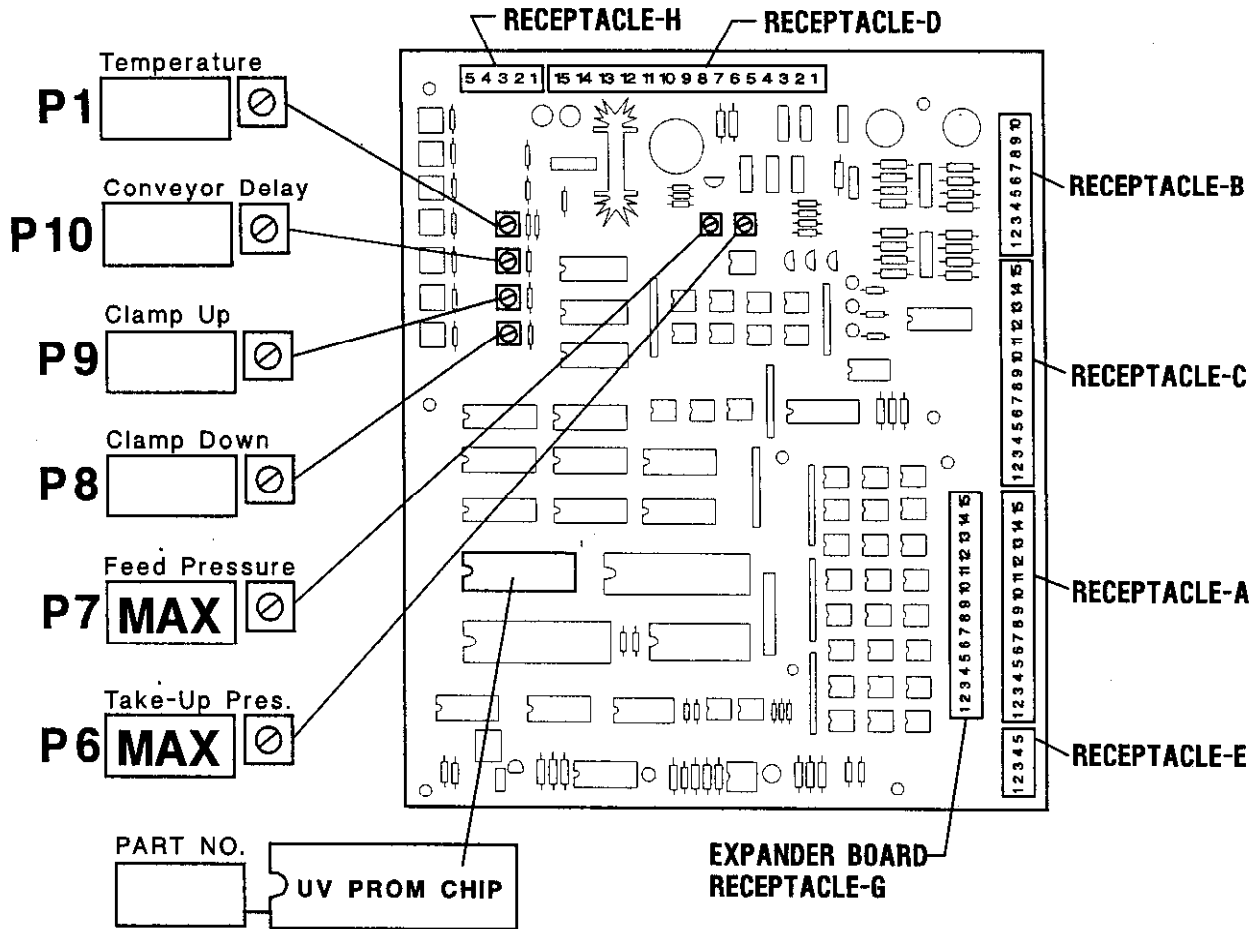 RECEPTACLE-H
RECEPTACLE-D
5 4 3 2 1
15 14 13 12 11 10 9 8 7 6 5 4 3 2 1
Temperature
P1
Conveyor Delay
P10
Clamp Up
P9
Clamp Down
P8
Feed Pressure
P7 MAX
Take-Up Pres.
P6 MAX
1 2 3 4 5 6 7 8 9 10
RECEPTACLE-B
1 2 3 4 5 6 7 8 9 10 11 12 13 14 15
RECEPTACLE-C
1 2 3 4 5 6 7 8 9 10 11 12 13 14 15
1 2 3 4 5 6 7 8 9 10 11 12 13 14 15
RECEPTACLE-A
1 2 3 4 5
RECEPTACLE-E
PART NO.
UV PROM CHIP
EXPANDER BOARD
RECEPTACLE-G